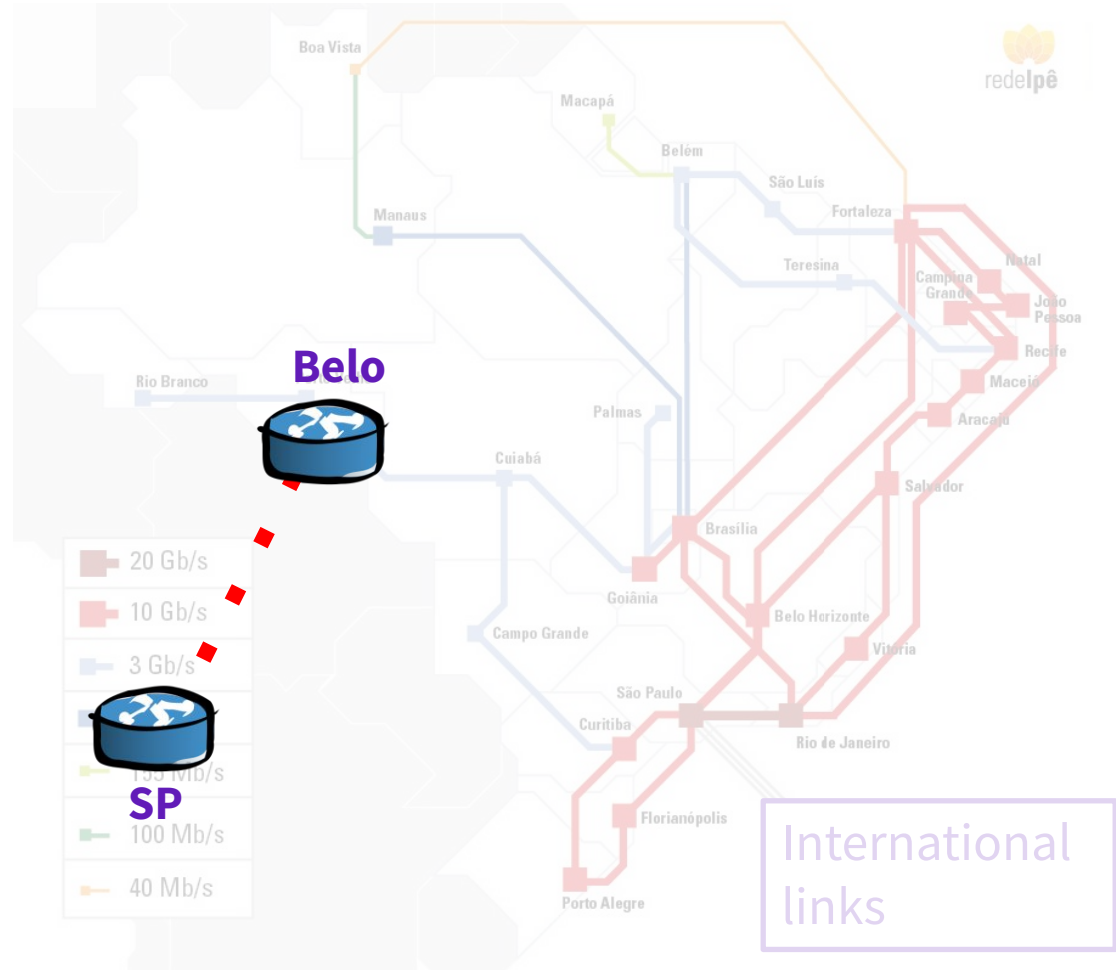 Boa Vista
redeIpê
Macapá
Belém
São Luís
Manaus
Fortaleza
Teresina
Natal
Campina
Grande
João
Pessoa
Recife
Belo
Rio Branco
Maceió
Palmas
Aracaju
Cuiabá
Salvador
Brasília
20 Gb/s
Goiânia
10 Gb/s
Belo Horizonte
Campo Grande
Vitória
3 Gb/s
São Paulo
Curitiba
Rio de Janeiro
155 Mb/s
SP
Florianópolis
100 Mb/s
International
links
40 Mb/s
Porto Alegre